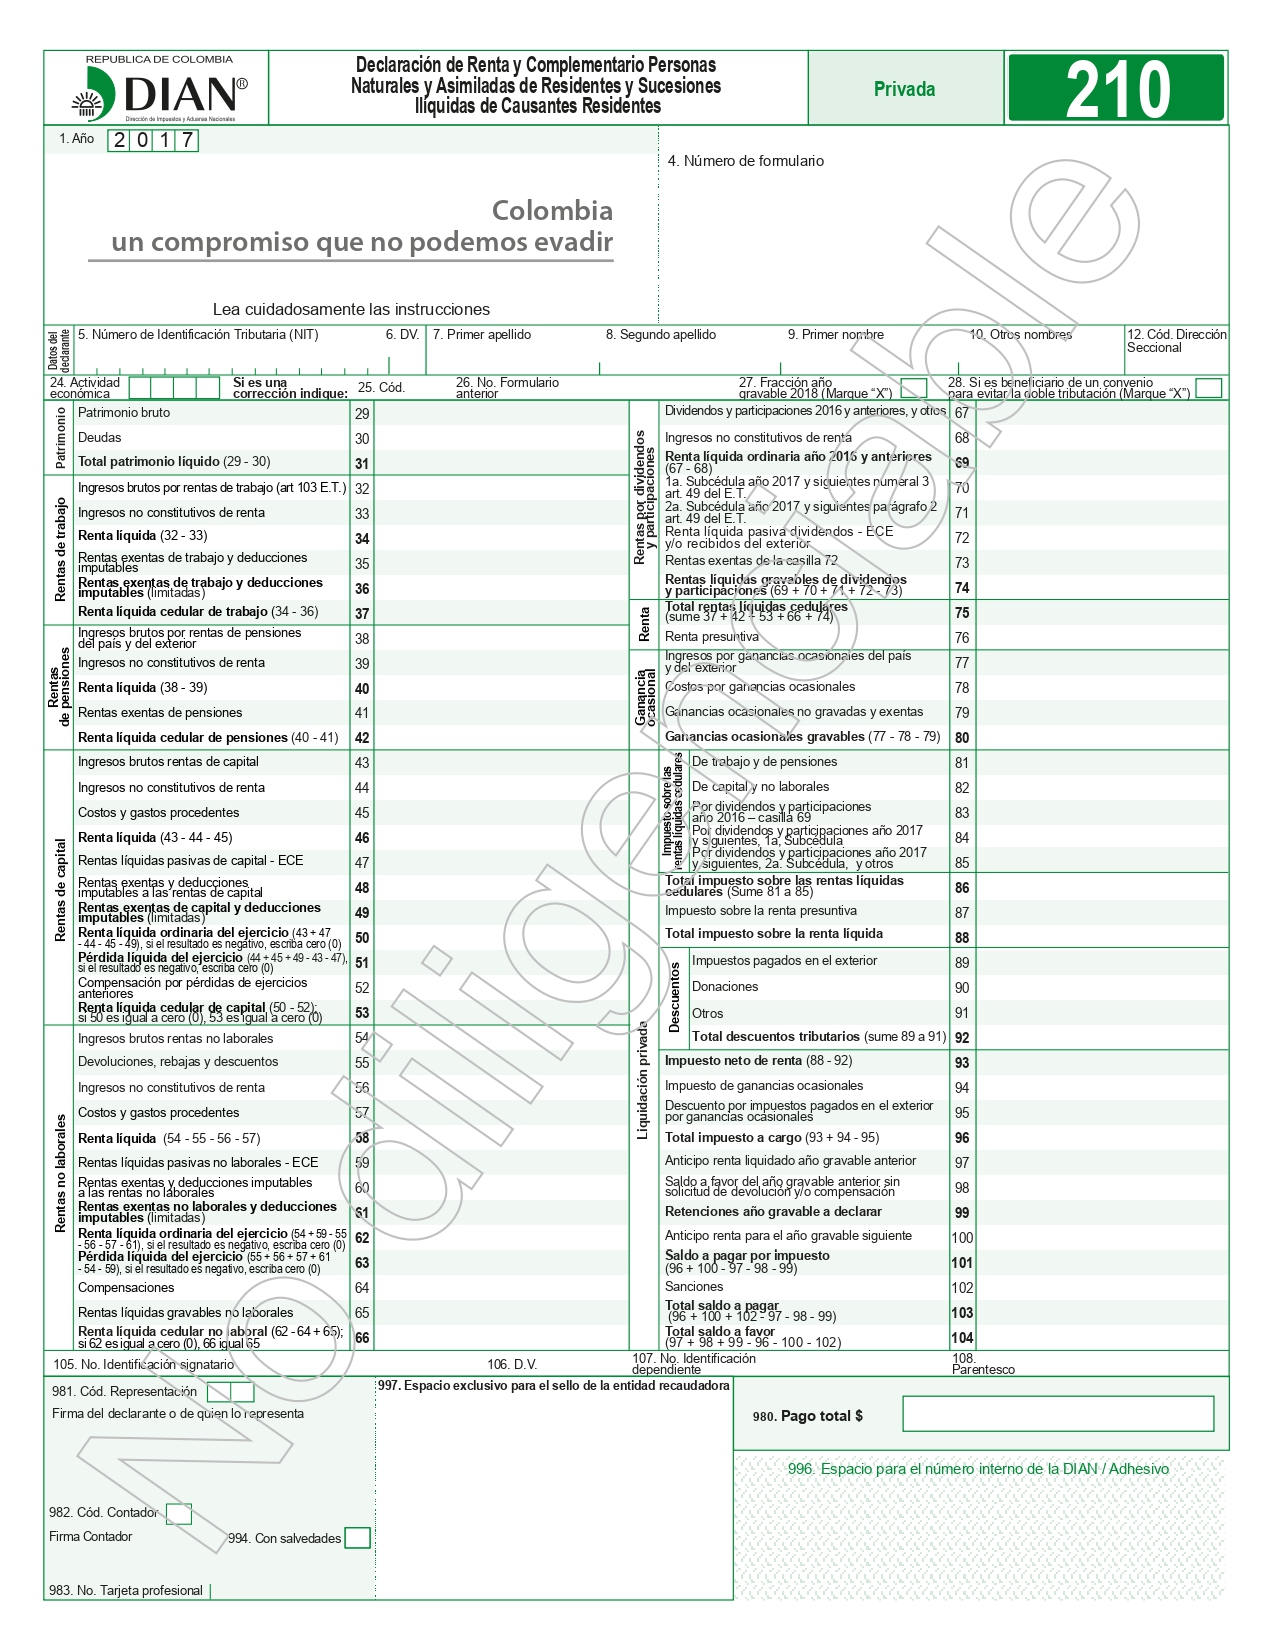 REPUBLICA DE COLOMBIA
DIAN®
Dirección de Impuestos y Aduanas Nacionales
Declaración de Renta y Complementario Personas
Naturales y Asimiladas de Residentes y Sucesiones
Ilíquidas de Causantes Residentes
Privada
210
1. Año 2 0 1 7
4. Número de formulario
Colombia
un compromiso que no podemos evadir
Lea cuidadosamente las instrucciones
Datos del
declarante
5. Número de Identificación Tributaria (NIT)
6. DV.
7. Primer apellido
8. Segundo apellido
9. Primer nombre
10. Otros nombres
12. Cód. Dirección
Seccional
24. Actividad
económica
Si es una
corrección indique:
25. Cód.
26. No. Formulario
anterior
27. Fracción año
gravable 2018 (Marque “X”)
28. Si es beneficiario de un convenio
para evitar la doble tributación (Marque “X”)
Patrimonio
Patrimonio bruto 29
Deudas 30
Total patrimonio líquido (29 - 30) 31
Rentas de trabajo
Ingresos brutos por rentas de trabajo (art 103 E.T.) 32
Ingresos no constitutivos de renta 33
Renta líquida (32 - 33) 34
Rentas exentas de trabajo y deducciones
imputables 35
Rentas exentas de trabajo y deducciones
imputables (limitadas) 36
Renta líquida cedular de trabajo (34 - 36) 37
Rentas
de pensiones
Ingresos brutos por rentas de pensiones
del país y del exterior 38
Ingresos no constitutivos de renta 39
Renta líquida (38 - 39) 40
Rentas exentas de pensiones 41
Renta líquida cedular de pensiones (40 - 41) 42
Rentas de capital
Ingresos brutos rentas de capital 43
Ingresos no constitutivos de renta 44
Costos y gastos procedentes 45
Renta líquida (43 - 44 - 45) 46
Rentas líquidas pasivas de capital - ECE 47
Rentas exentas y deducciones
imputables a las rentas de capital 48
Rentas exentas de capital y deducciones
imputables (limitadas) 49
Renta líquida ordinaria del ejercicio (43 + 47
- 44 - 45 - 49), si el resultado es negativo, escriba cero (0) 50
Pérdida líquida del ejercicio (44 + 45 + 49 - 43 - 47),
si el resultado es negativo, escriba cero (0) 51
Compensación por pérdidas de ejercicios
anteriores 52
Renta líquida cedular de capital (50 - 52);
si 50 es igual a cero (0), 53 es igual a cero (0) 53
Rentas no laborales
Ingresos brutos rentas no laborales 54
Devoluciones, rebajas y descuentos 55
Ingresos no constitutivos de renta 56
Costos y gastos procedentes 57
Renta líquida (54 - 55 - 56 - 57) 58
Rentas líquidas pasivas no laborales - ECE 59
Rentas exentas y deducciones imputables
a las rentas no laborales 60
Rentas exentas no laborales y deducciones
imputables (limitadas) 61
Renta líquida ordinaria del ejercicio (54 + 59 - 55
- 56 - 57 - 61), si el resultado es negativo, escriba cero (0) 62
Pérdida líquida del ejercicio (55 + 56 + 57 + 61
- 54 - 59), si el resultado es negativo, escriba cero (0) 63
Compensaciones 64
Rentas líquidas gravables no laborales 65
Renta líquida cedular no laboral (62 - 64 + 65);
si 62 es igual a cero (0), 66 igual 65 66
Rentas por dividendos
y participaciones
Dividendos y participaciones 2016 y anteriores, y otros 67
Ingresos no constitutivos de renta 68
Renta líquida ordinaria año 2016 y anteriores
(67 - 68) 69
1a. Subcédula año 2017 y siguientes numeral 3
art. 49 del E.T. 70
2a. Subcédula año 2017 y siguientes parágrafo 2
art. 49 del E.T. 71
Renta líquida pasiva dividendos - ECE
y/o recibidos del exterior 72
Rentas exentas de la casilla 72 73
Rentas líquidas gravables de dividendos
y participaciones (69 + 70 + 71 + 72 - 73) 74
Renta
Total rentas líquidas cedulares
(sume 37 + 42 + 53 + 66 + 74) 75
Renta presuntiva 76
Ganancia
ocasional
Ingresos por ganancias ocasionales del país
y del exterior 77
Costos por ganancias ocasionales 78
Ganancias ocasionales no gravadas y exentas 79
Ganancias ocasionales gravables (77 - 78 - 79) 80
Liquidación privada
Impuesto sobre las
rentas líquidas cedulares
De trabajo y de pensiones 81
De capital y no laborales 82
Por dividendos y participaciones
año 2016 – casilla 69 83
Por dividendos y participaciones año 2017
y siguientes, 1a, Subcédula 84
Por dividendos y participaciones año 2017
y siguientes, 2a. Subcédula, y otros 85
Total impuesto sobre las rentas líquidas
cedulares (Sume 81 a 85) 86
Impuesto sobre la renta presuntiva 87
Total impuesto sobre la renta líquida 88
Descuentos
Impuestos pagados en el exterior 89
Donaciones 90
Otros 91
Total descuentos tributarios (sume 89 a 91) 92
Impuesto neto de renta (88 - 92) 93
Impuesto de ganancias ocasionales 94
Descuento por impuestos pagados en el exterior
por ganancias ocasionales 95
Total impuesto a cargo (93 + 94 - 95) 96
Anticipo renta liquidado año gravable anterior 97
Saldo a favor del año gravable anterior sin
solicitud de devolución y/o compensación 98
Retenciones año gravable a declarar 99
Anticipo renta para el año gravable siguiente 100
Saldo a pagar por impuesto
(96 + 100 - 97 - 98 - 99) 101
Sanciones 102
Total saldo a pagar
(96 + 100 + 102 - 97 - 98 - 99) 103
Total saldo a favor
(97 + 98 + 99 - 96 - 100 - 102) 104
105. No. Identificación signatario
106. D.V.
107. No. Identificación
dependiente
108.
Parentesco
981. Cód. Representación
Firma del declarante o de quien lo representa
997. Espacio exclusivo para el sello de la entidad recaudadora
980. Pago total $
996. Espacio para el número interno de la DIAN / Adhesivo
982. Cód. Contador
Firma Contador
994. Con salvedades
983. No. Tarjeta profesional
No diligenciable